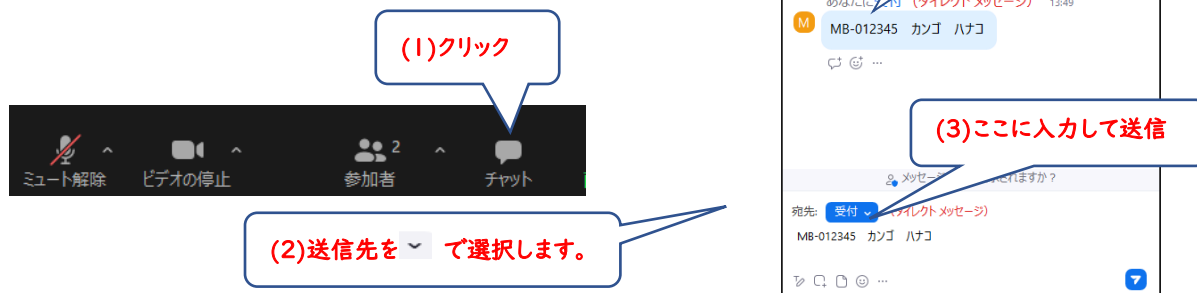 (1)クリック
ミュート解除
ビデオの停止
2
参加者
チャット
(2)送信先を で選択します。
(ダイレクト メッセージ) 13:49
M
MB-012345 カンゴ ハナコ
(3)ここに入力して送信
メッセー されますか？
宛先: 受付 (ダイレクト メッセージ)
MB-012345 カンゴ ハナコ